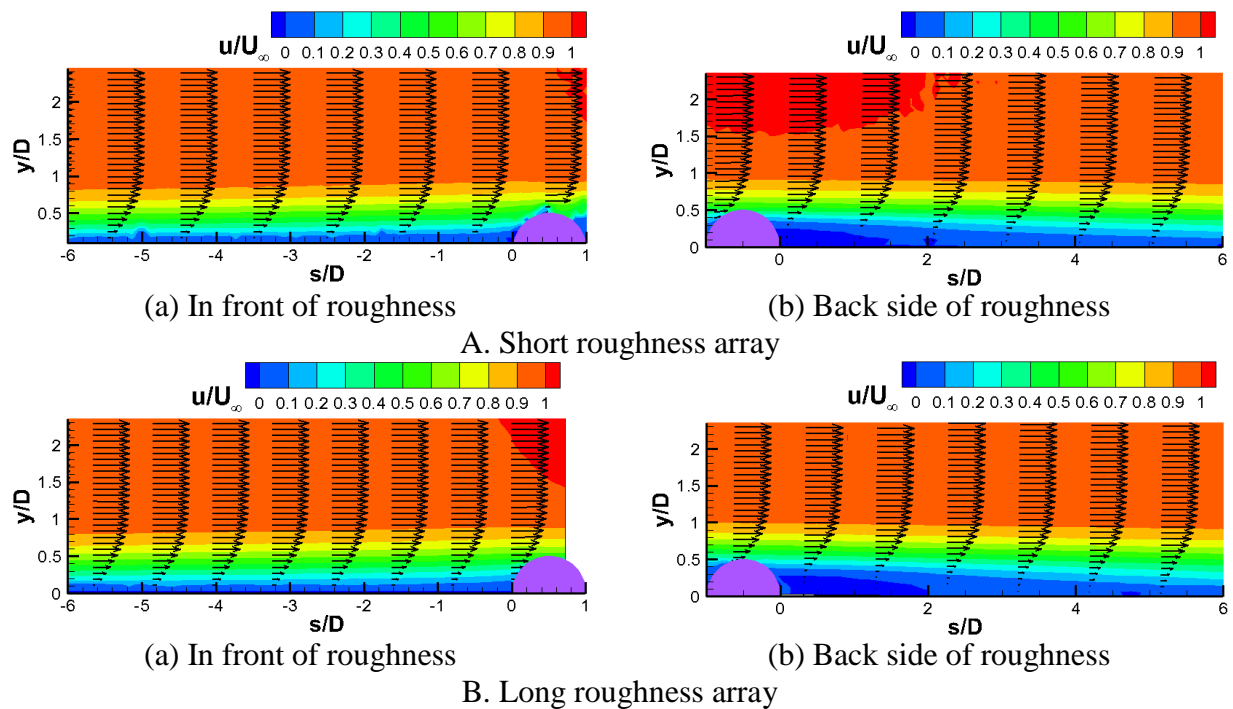 u/U∞ 0 0.1 0.2 0.3 0.4 0.5 0.6 0.7 0.8 0.9 1
y/D
2
1.5
1
0.5
0
-6 -5 -4 -3 -2 -1 0 1
s/D
(a) In front of roughness
u/U∞ 0 0.1 0.2 0.3 0.4 0.5 0.6 0.7 0.8 0.9 1
y/D
2
1.5
1
0.5
0
0 2 4 6
s/D
(b) Back side of roughness
A. Short roughness array
u/U∞ 0 0.1 0.2 0.3 0.4 0.5 0.6 0.7 0.8 0.9 1
y/D
2
1.5
1
0.5
0
-6 -5 -4 -3 -2 -1 0 1
s/D
(a) In front of roughness
u/U∞ 0 0.1 0.2 0.3 0.4 0.5 0.6 0.7 0.8 0.9 1
y/D
2
1.5
1
0.5
0
0 2 4 6
s/D
(b) Back side of roughness
B. Long roughness array